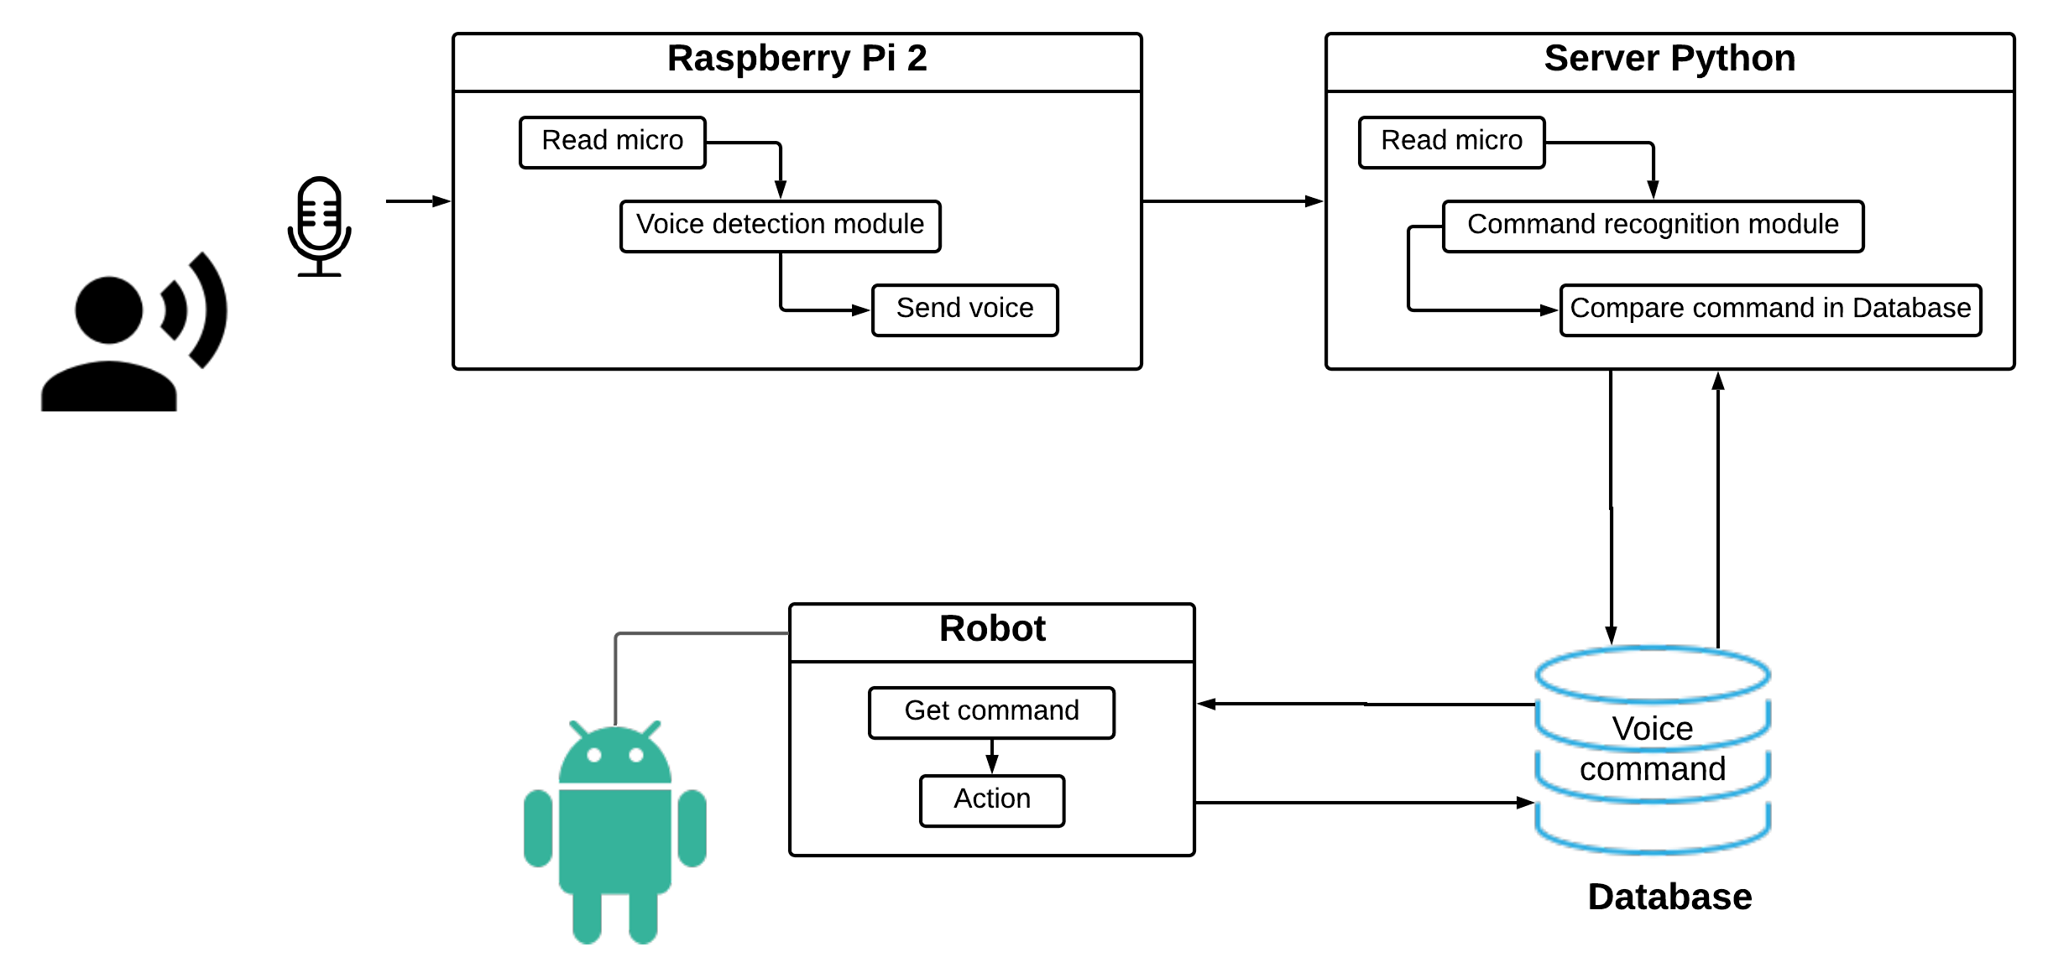 Raspberry Pi 2
Read micro
Voice detection module
Send voice
Server Python
Read micro
Command recognition module
Compare command in Database
Robot
Get command
Action
Voice
command
Database